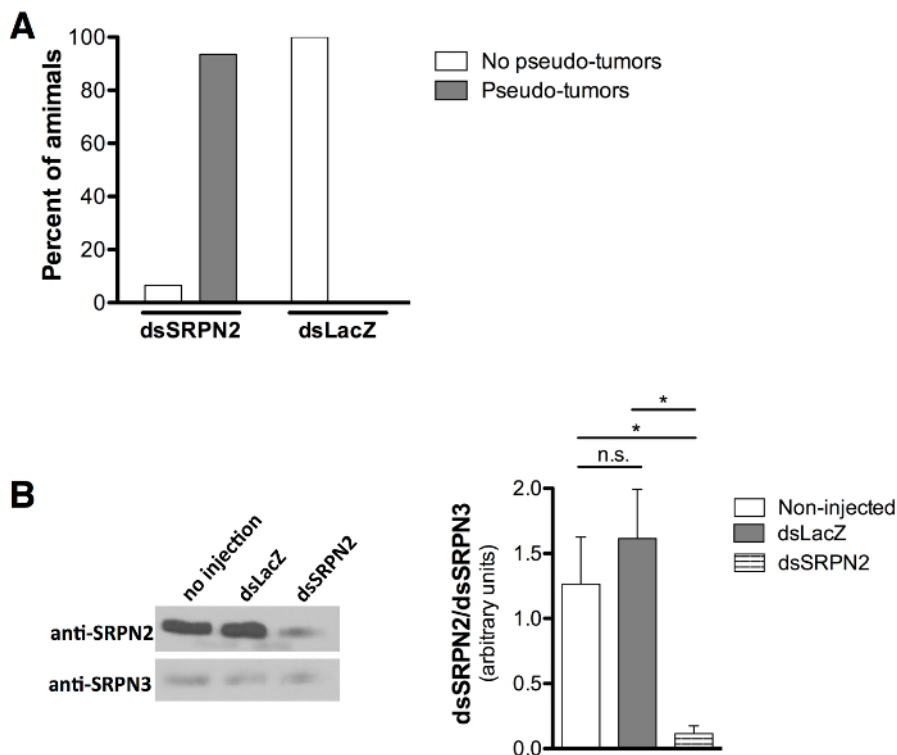 A
100
80
60
40
20
0
Percent of amimals
dsSRPN2
dsLacZ
No pseudo-tumors
Pseudo-tumors
B
no injection
dsLacZ
dsSRPN2
anti-SRPN2
anti-SRPN3
*
*
n.s.
2.0
1.5
1.0
0.5
0.0
dsSRPN2/dsSRPN3
(arbitrary units)
Non-injected
dsLacZ
dsSRPN2